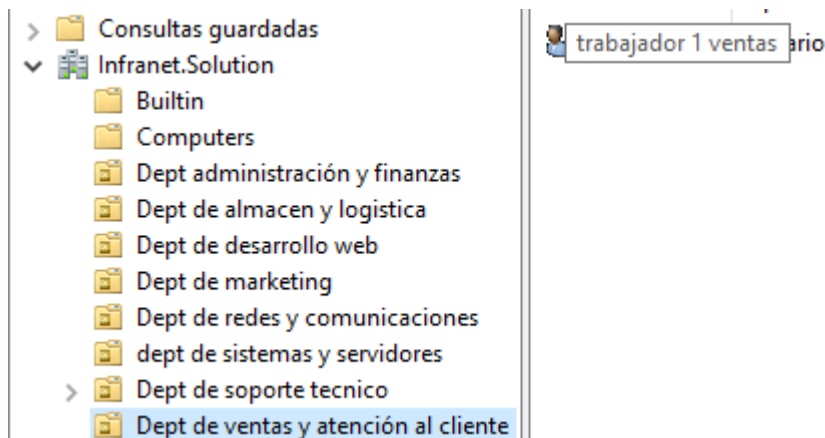 Consultas guardadas
Infranet.Solution
Builtin
Computers
Dept administración y finanzas
Dept de almacen y logistica
Dept de desarrollo web
Dept de marketing
Dept de redes y comunicaciones
dept de sistemas y servidores
Dept de soporte tecnico
Dept de ventas y atención al cliente
trabajador 1 ventas